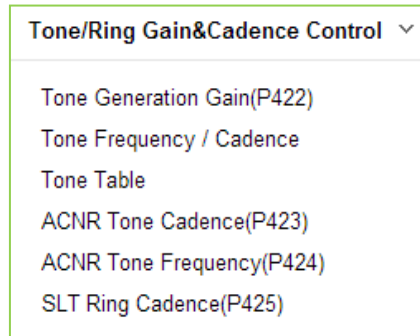 Tone/Ring Gain&Cadence Control
Tone Generation Gain(P422)
Tone Frequency / Cadence
Tone Table
ACNR Tone Cadence(P423)
ACNR Tone Frequency(P424)
SLT Ring Cadence(P425)